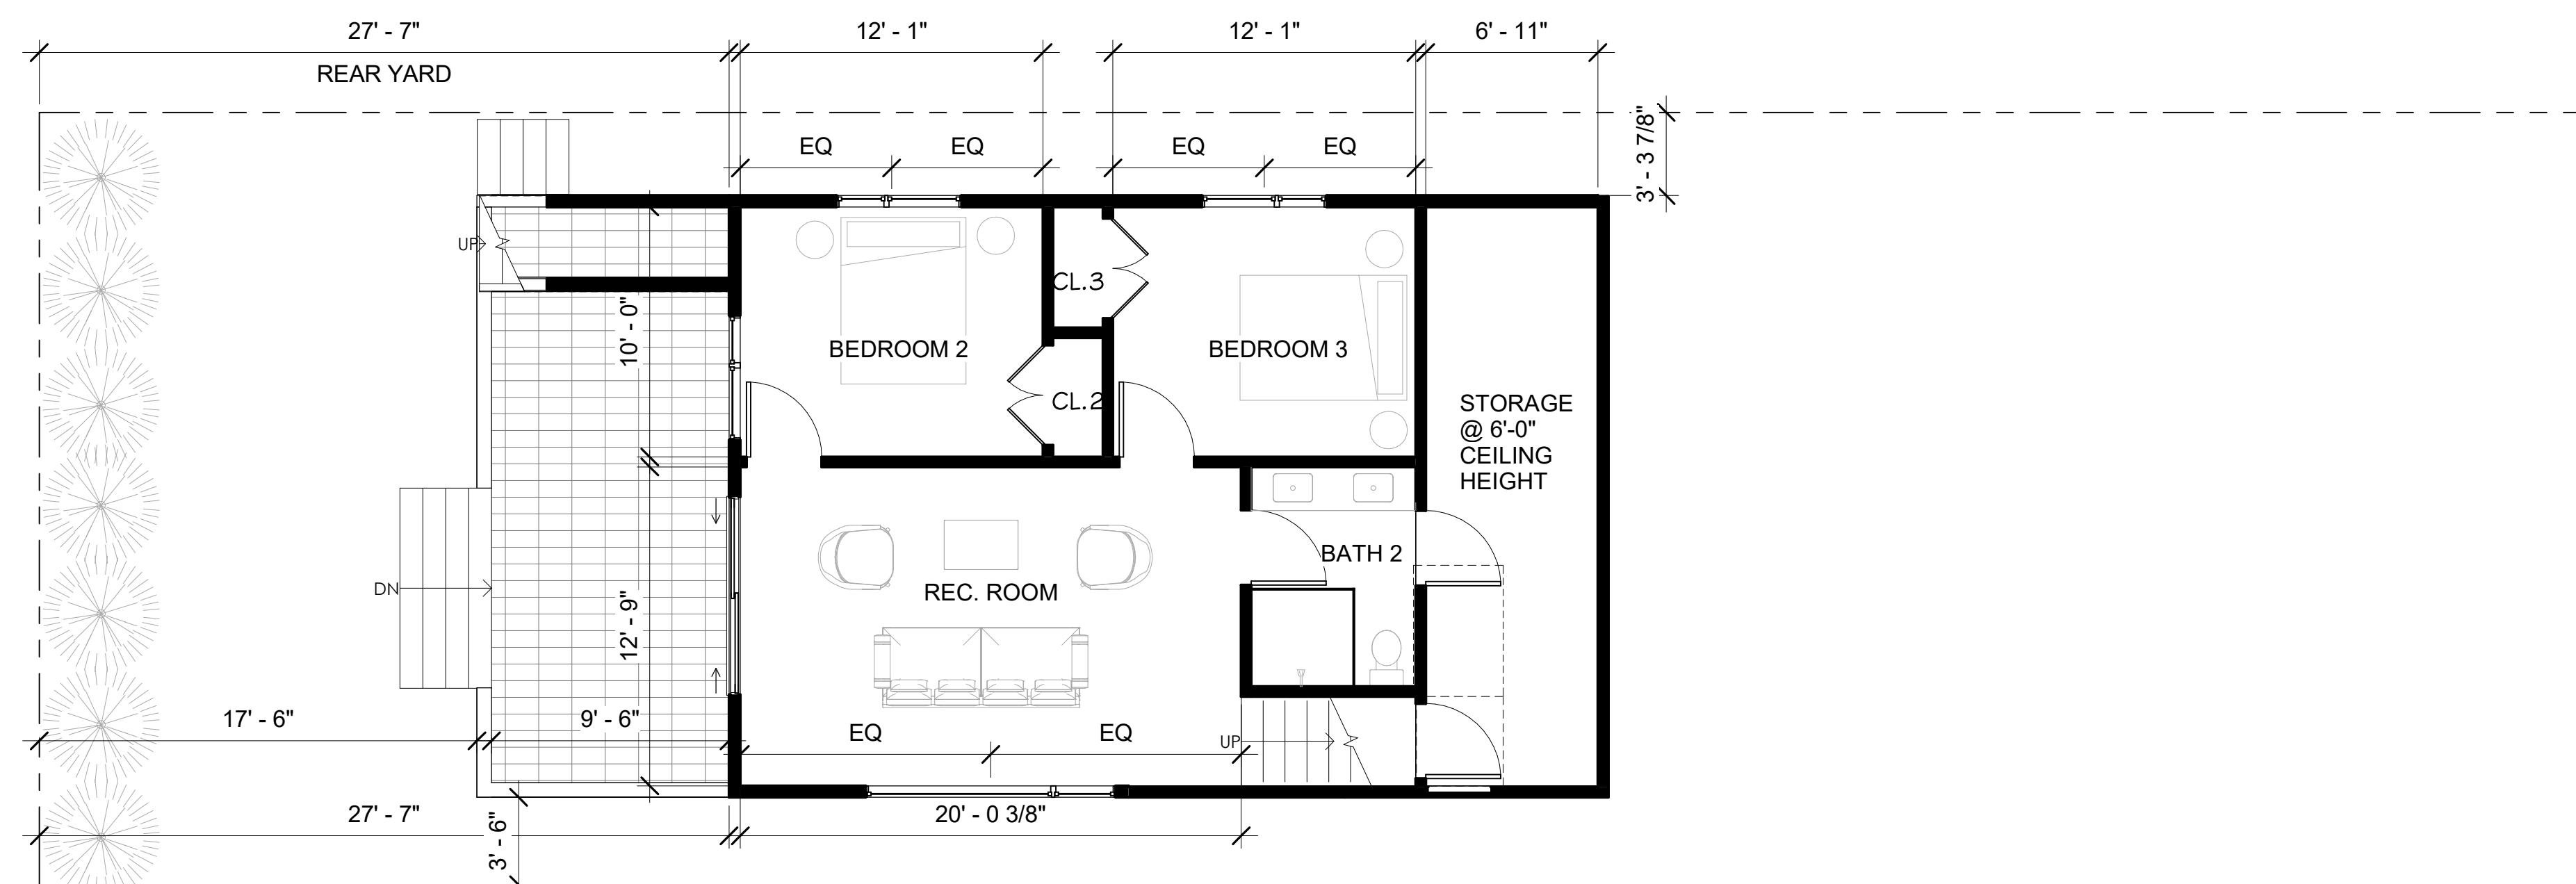 27' - 7"
12' - 1"
12' - 1"
6' - 11"
REAR YARD
3' - 3 7/8"
EQ
EQ
EQ
EQ
UP
CL.3
10' - 0"
BEDROOM 2
BEDROOM 3
CL.2
STORAGE
@ 6'-0"
CEILING
HEIGHT
BATH 2
DN
REC. ROOM
12' - 9"
17' - 6"
9' - 6"
EQ
EQ
UP
27' - 7"
20' - 0 3/8"
3' - 6"